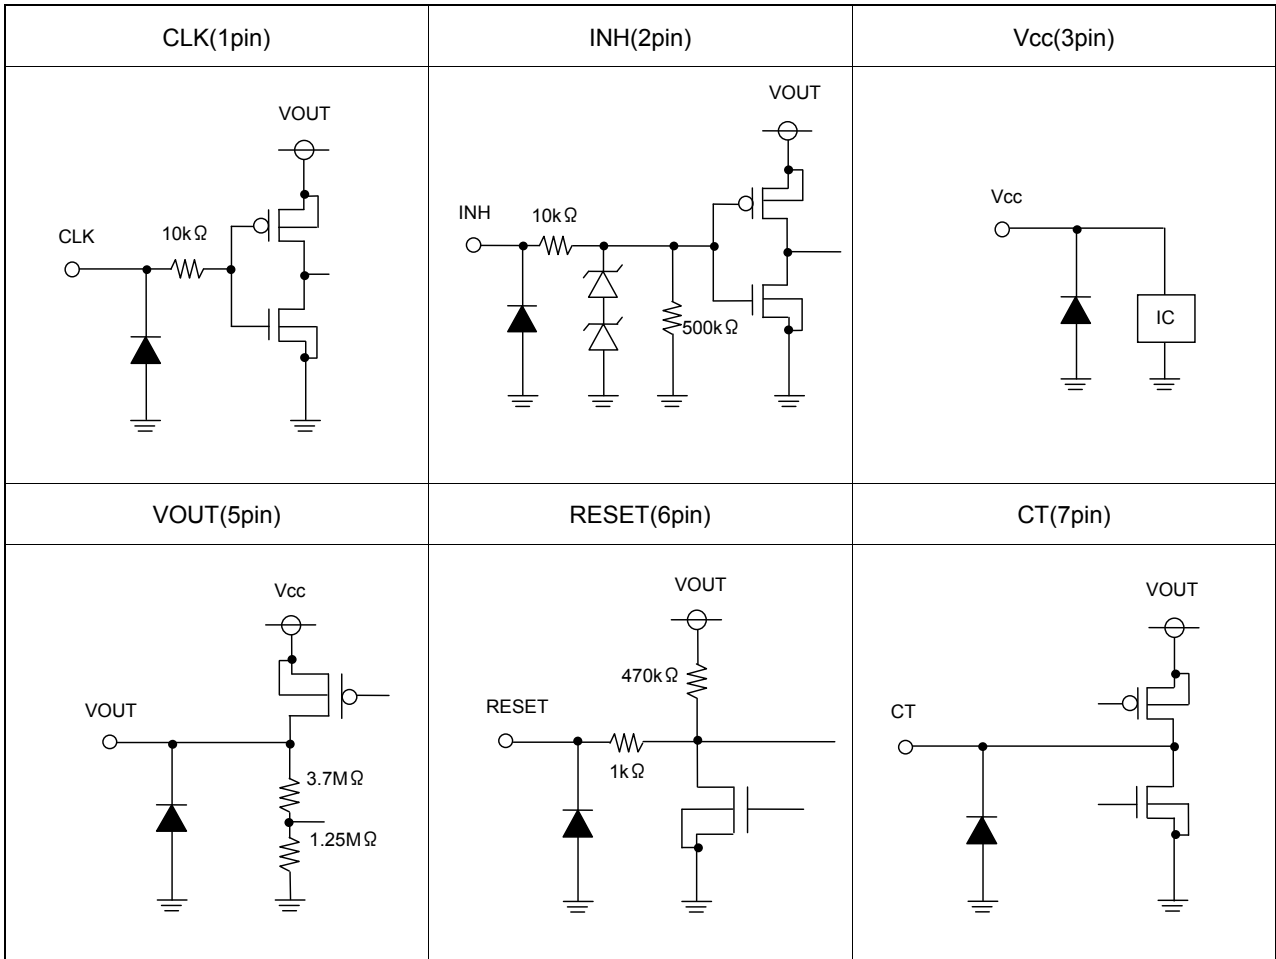 CLK(1pin)
INH(2pin)
Vcc(3pin)
VOUT
CLK
10kΩ
VOUT
INH
10kΩ
500kΩ
Vcc
IC
VOUT(5pin)
RESET(6pin)
CT(7pin)
Vcc
VOUT
3.7MΩ
1.25MΩ
VOUT
470kΩ
RESET
1kΩ
VOUT
CT